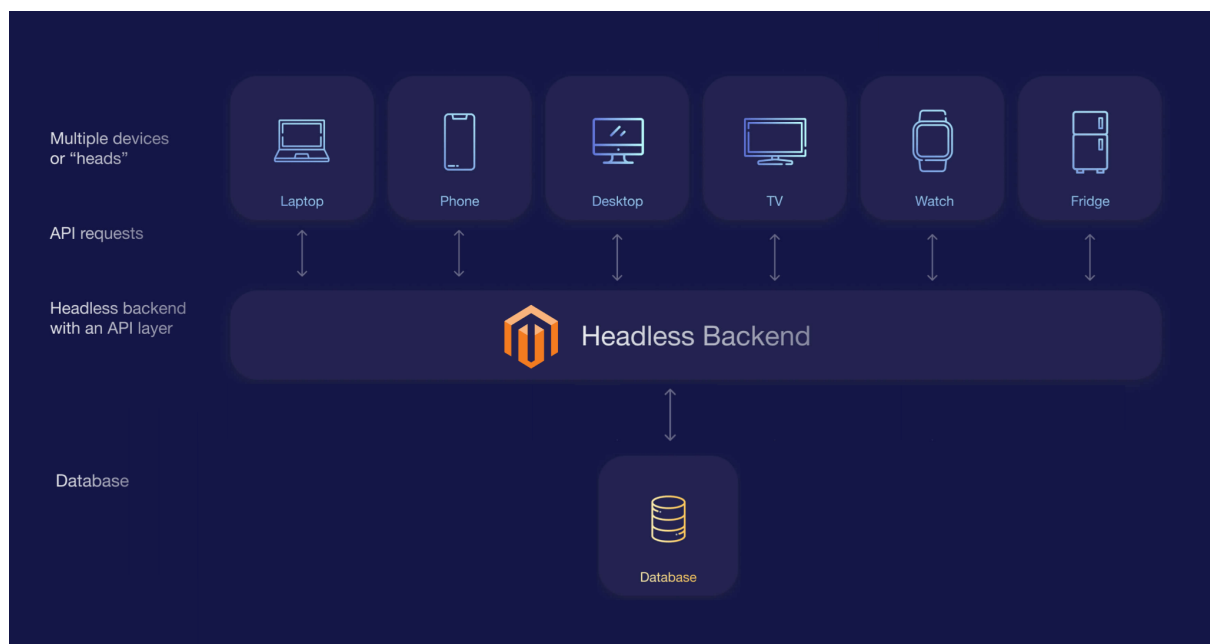 Multiple devices
or “heads”
Laptop
Phone
Desktop
TV
Watch
Fridge
API requests
Headless backend
with an API layer
Headless Backend
Database
Database